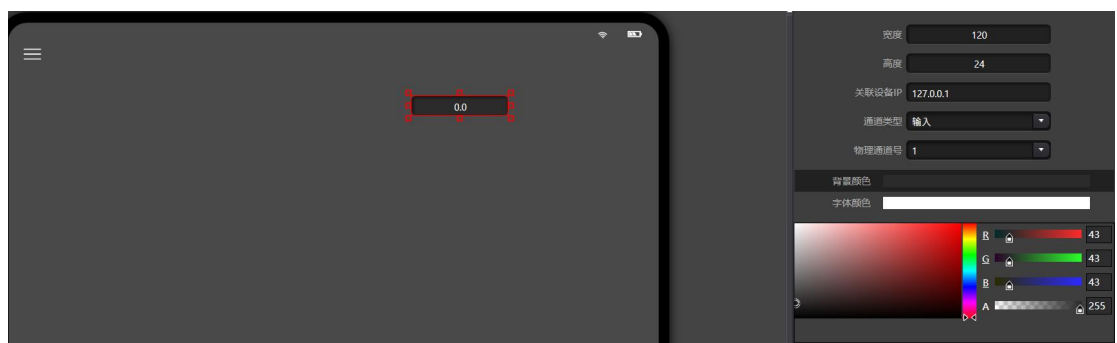 0.0
宽度 120
高度 24
关联设备IP 127.0.0.1
通道类型 输入
物理通道号 1
背景颜色
字体颜色
R 43
G 43
B 43
A 255